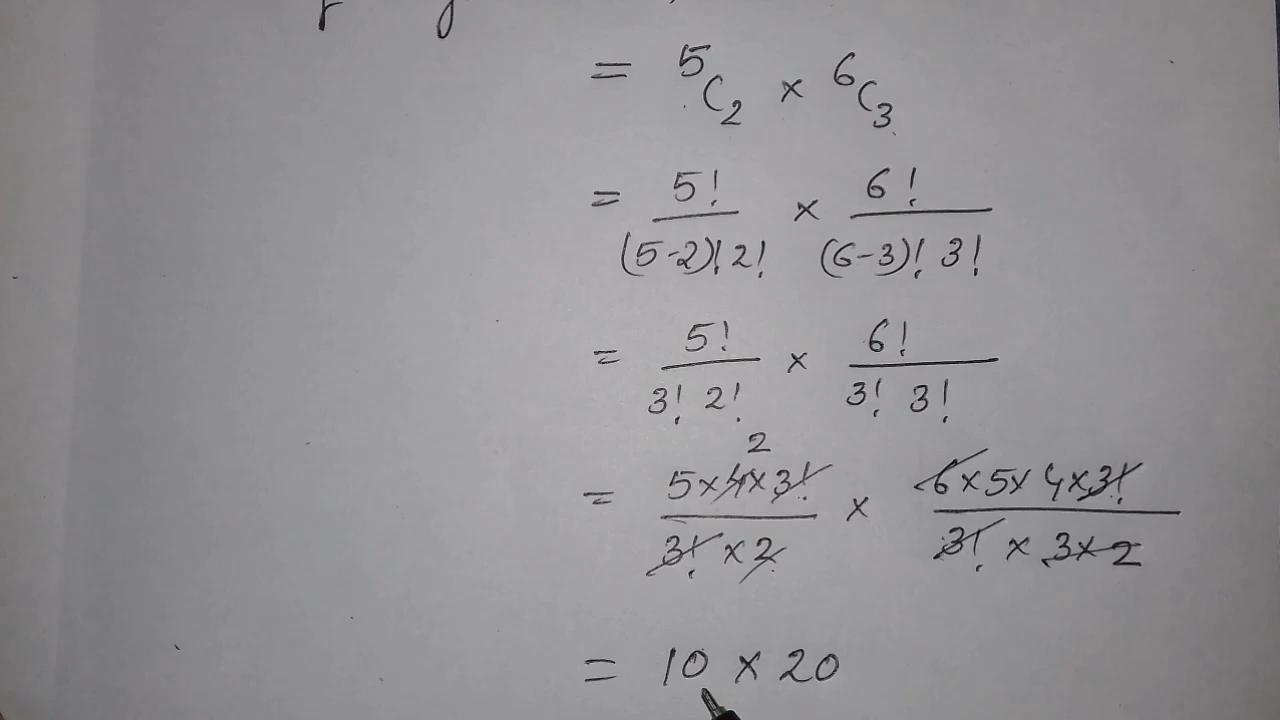 = ⁵C₂ × ⁶C₃
= 5!/((5-2)! 2!) × 6!/((6-3)! 3!)
= 5!/(3! 2!) × 6!/(3! 3!)
2
= (5×4×3!)/(3!×2) × (6×5×4×3!)/(3!×3×2)
= 10 × 20